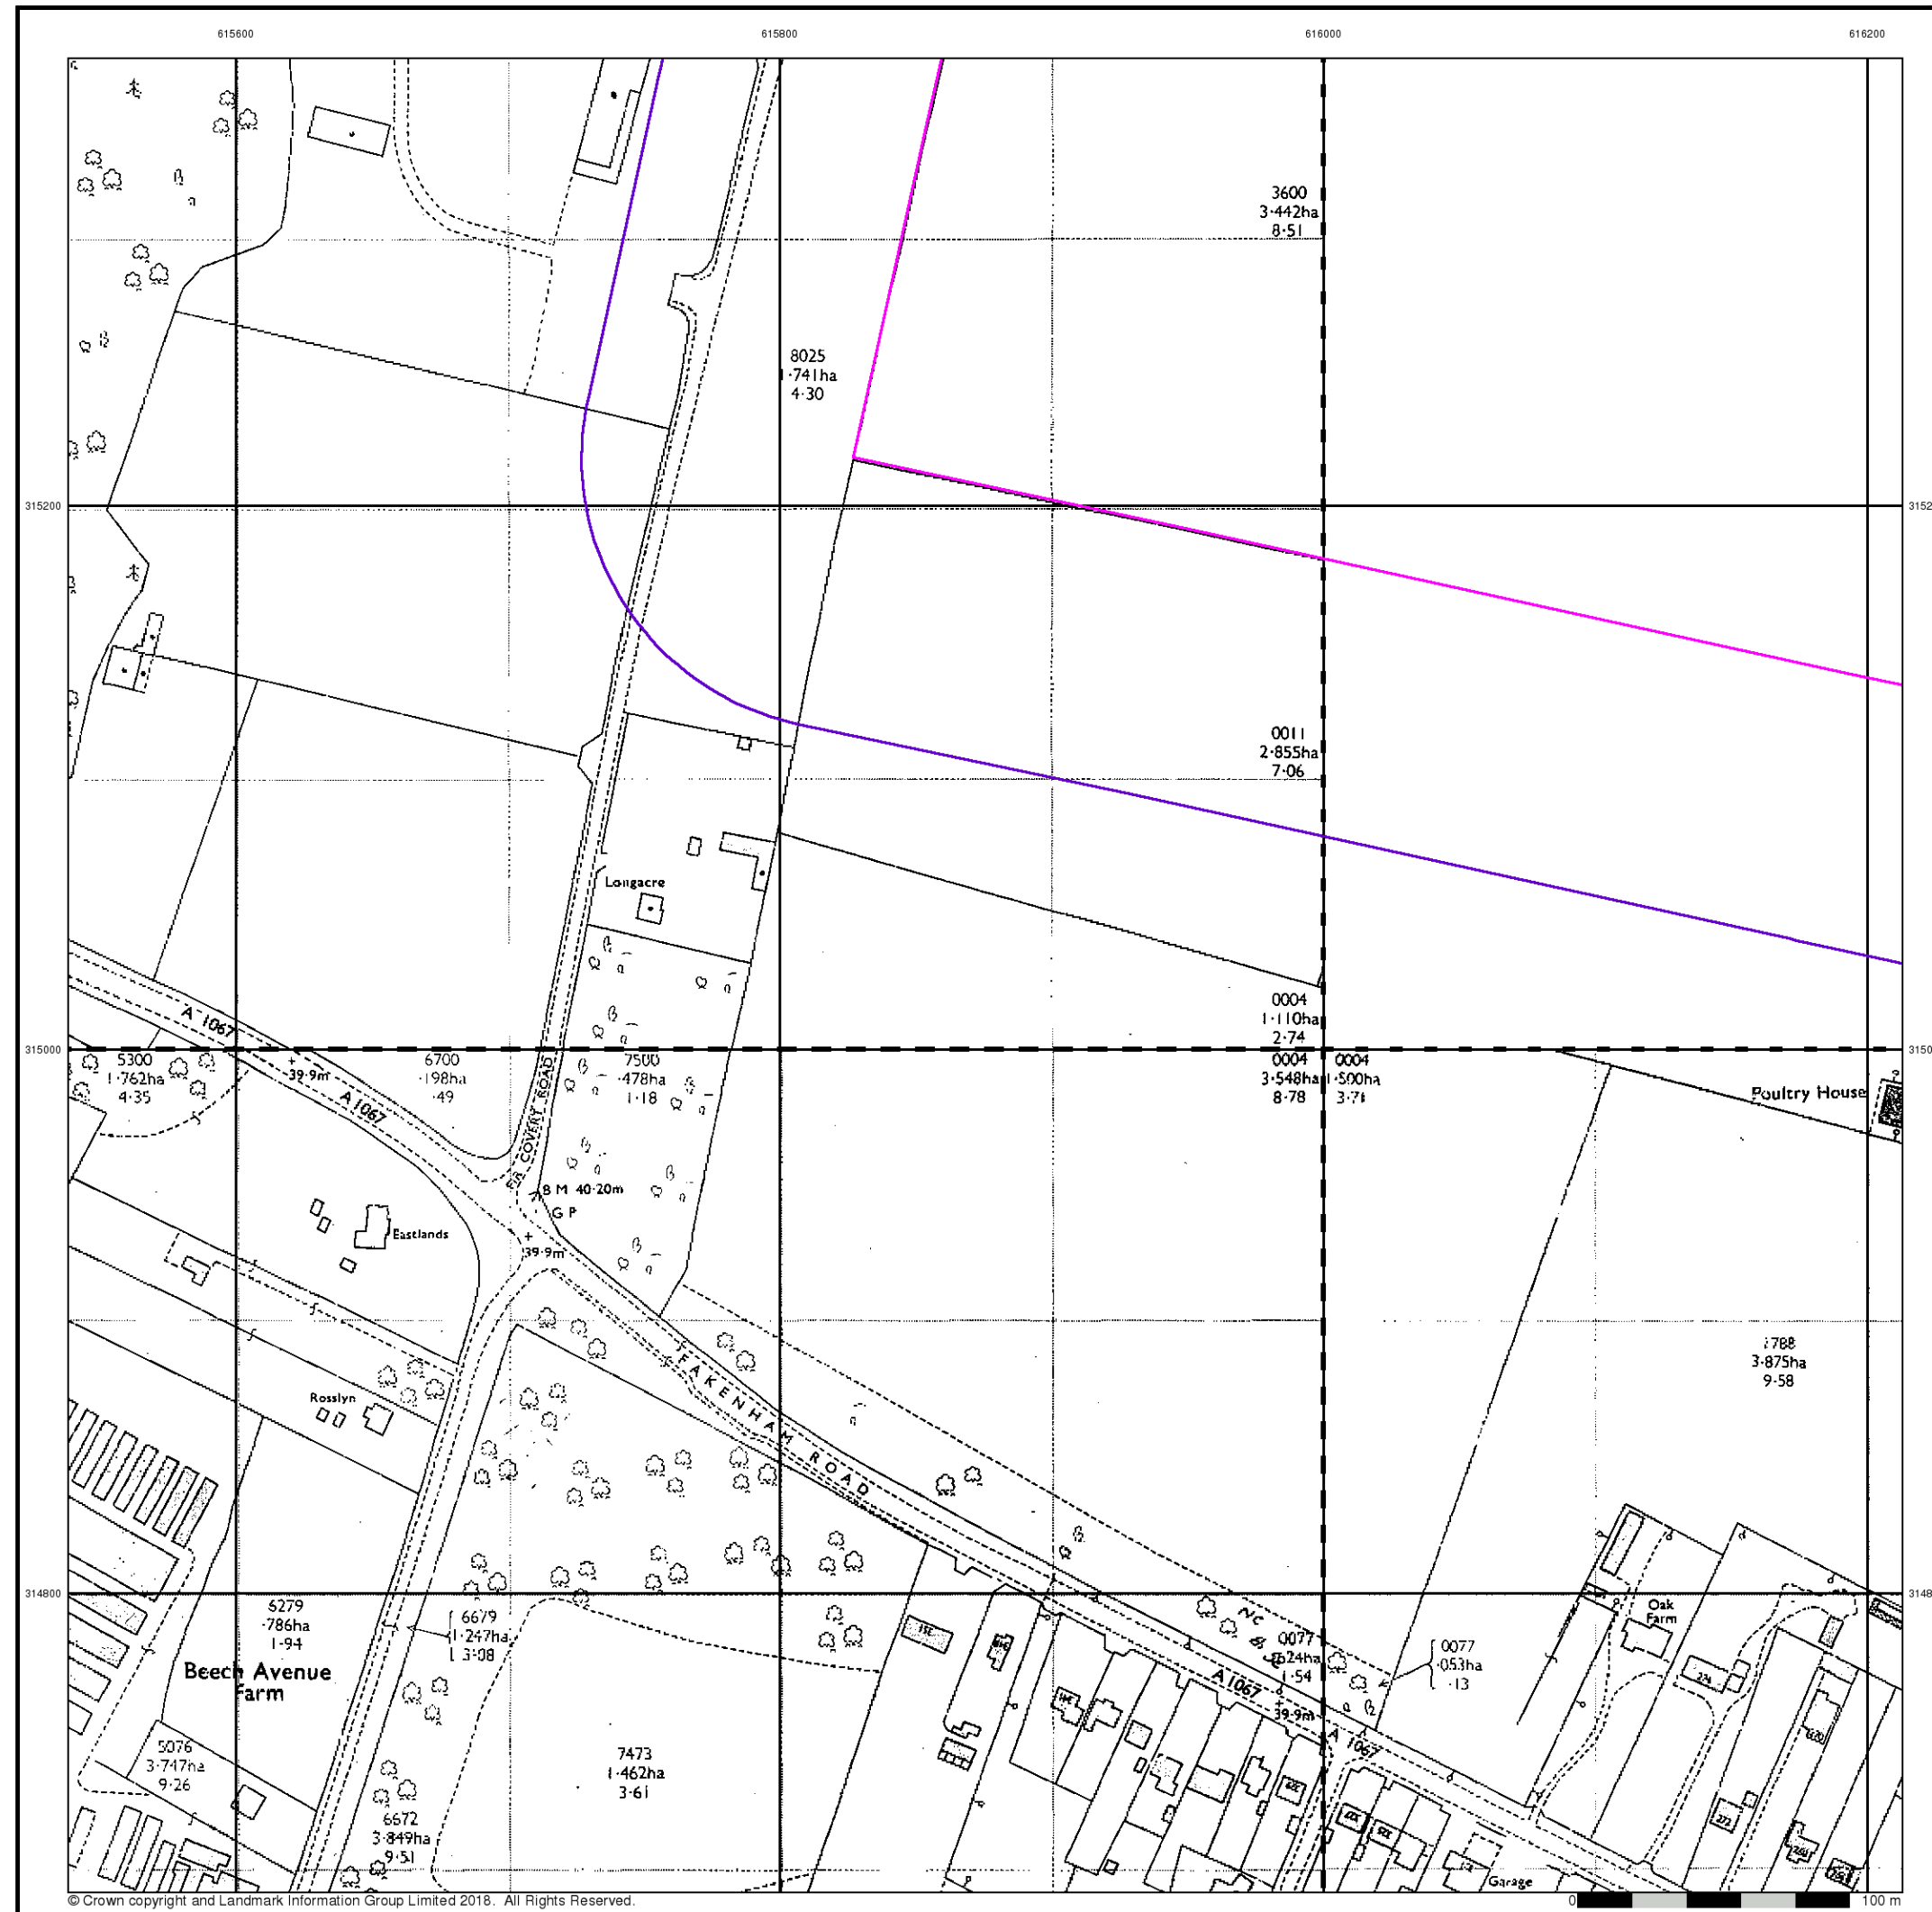 615600
615800
616000
616200
3600
3·442ha
8·51
8025
1·741ha
4·30
315200
0011
2·855ha
7·06
Longacre
0004
1·110ha
2·74
A 1067
315000
5300
1·762ha
4·35
39·9m
A 1067
6700
·198ha
·49
7500
·478ha
1·18
FIR COVERT ROAD
0004
3·548ha
8·78
0004
3·71
Poultry House
B M 40·20m
G P
Eastlands
39·9m
3·875ha
9·58
Rosslyn
FAKENHAM ROAD
314800
6279
·786ha
1·94
6679
1·247ha
3·08
Beech Avenue
Farm
0077
1·54
0077
·053ha
·13
Oak
Farm
A 1067
39·9m
A 1067
5076
3·747ha
9·26
7473
1·462ha
3·61
6672
3·849ha
9·51
Garage
© Crown copyright and Landmark Information Group Limited 2018. All Rights Reserved.
0
100 m